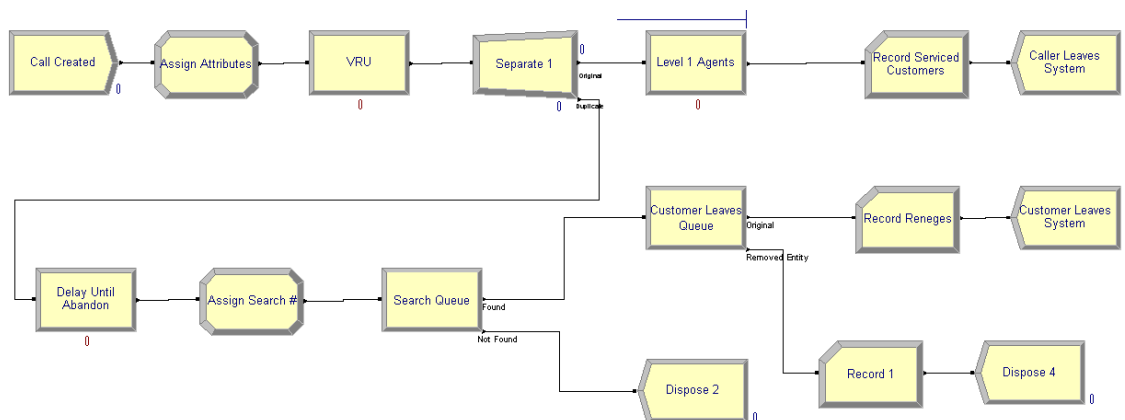 Call Created
0
Assign Attributes
VRU
0
Separate 1
0
Original
0
Duplicate
Level 1 Agents
0
Record Serviced
Customers
Caller Leaves
System
Customer Leaves
Queue
Original
Removed Entity
Record Reneges
Customer Leaves
System
Delay Until
Abandon
0
Assign Search #
Search Queue
Found
Not Found
Dispose 2
0
Record 1
Dispose 4
0